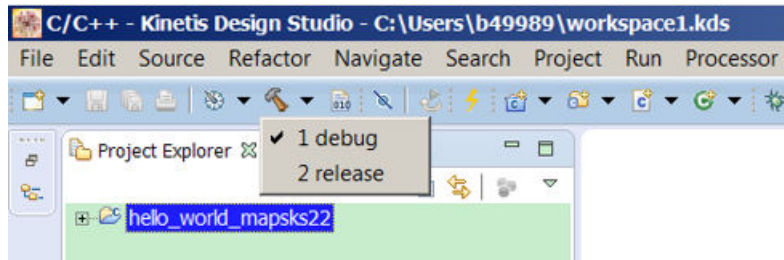 C/C++ - Kinetis Design Studio - C:\Users\b49989\workspace1.kds
File Edit Source Refactor Navigate Search Project Run Processor
010
Project Explorer
1 debug
2 release
hello_world_mapsks22